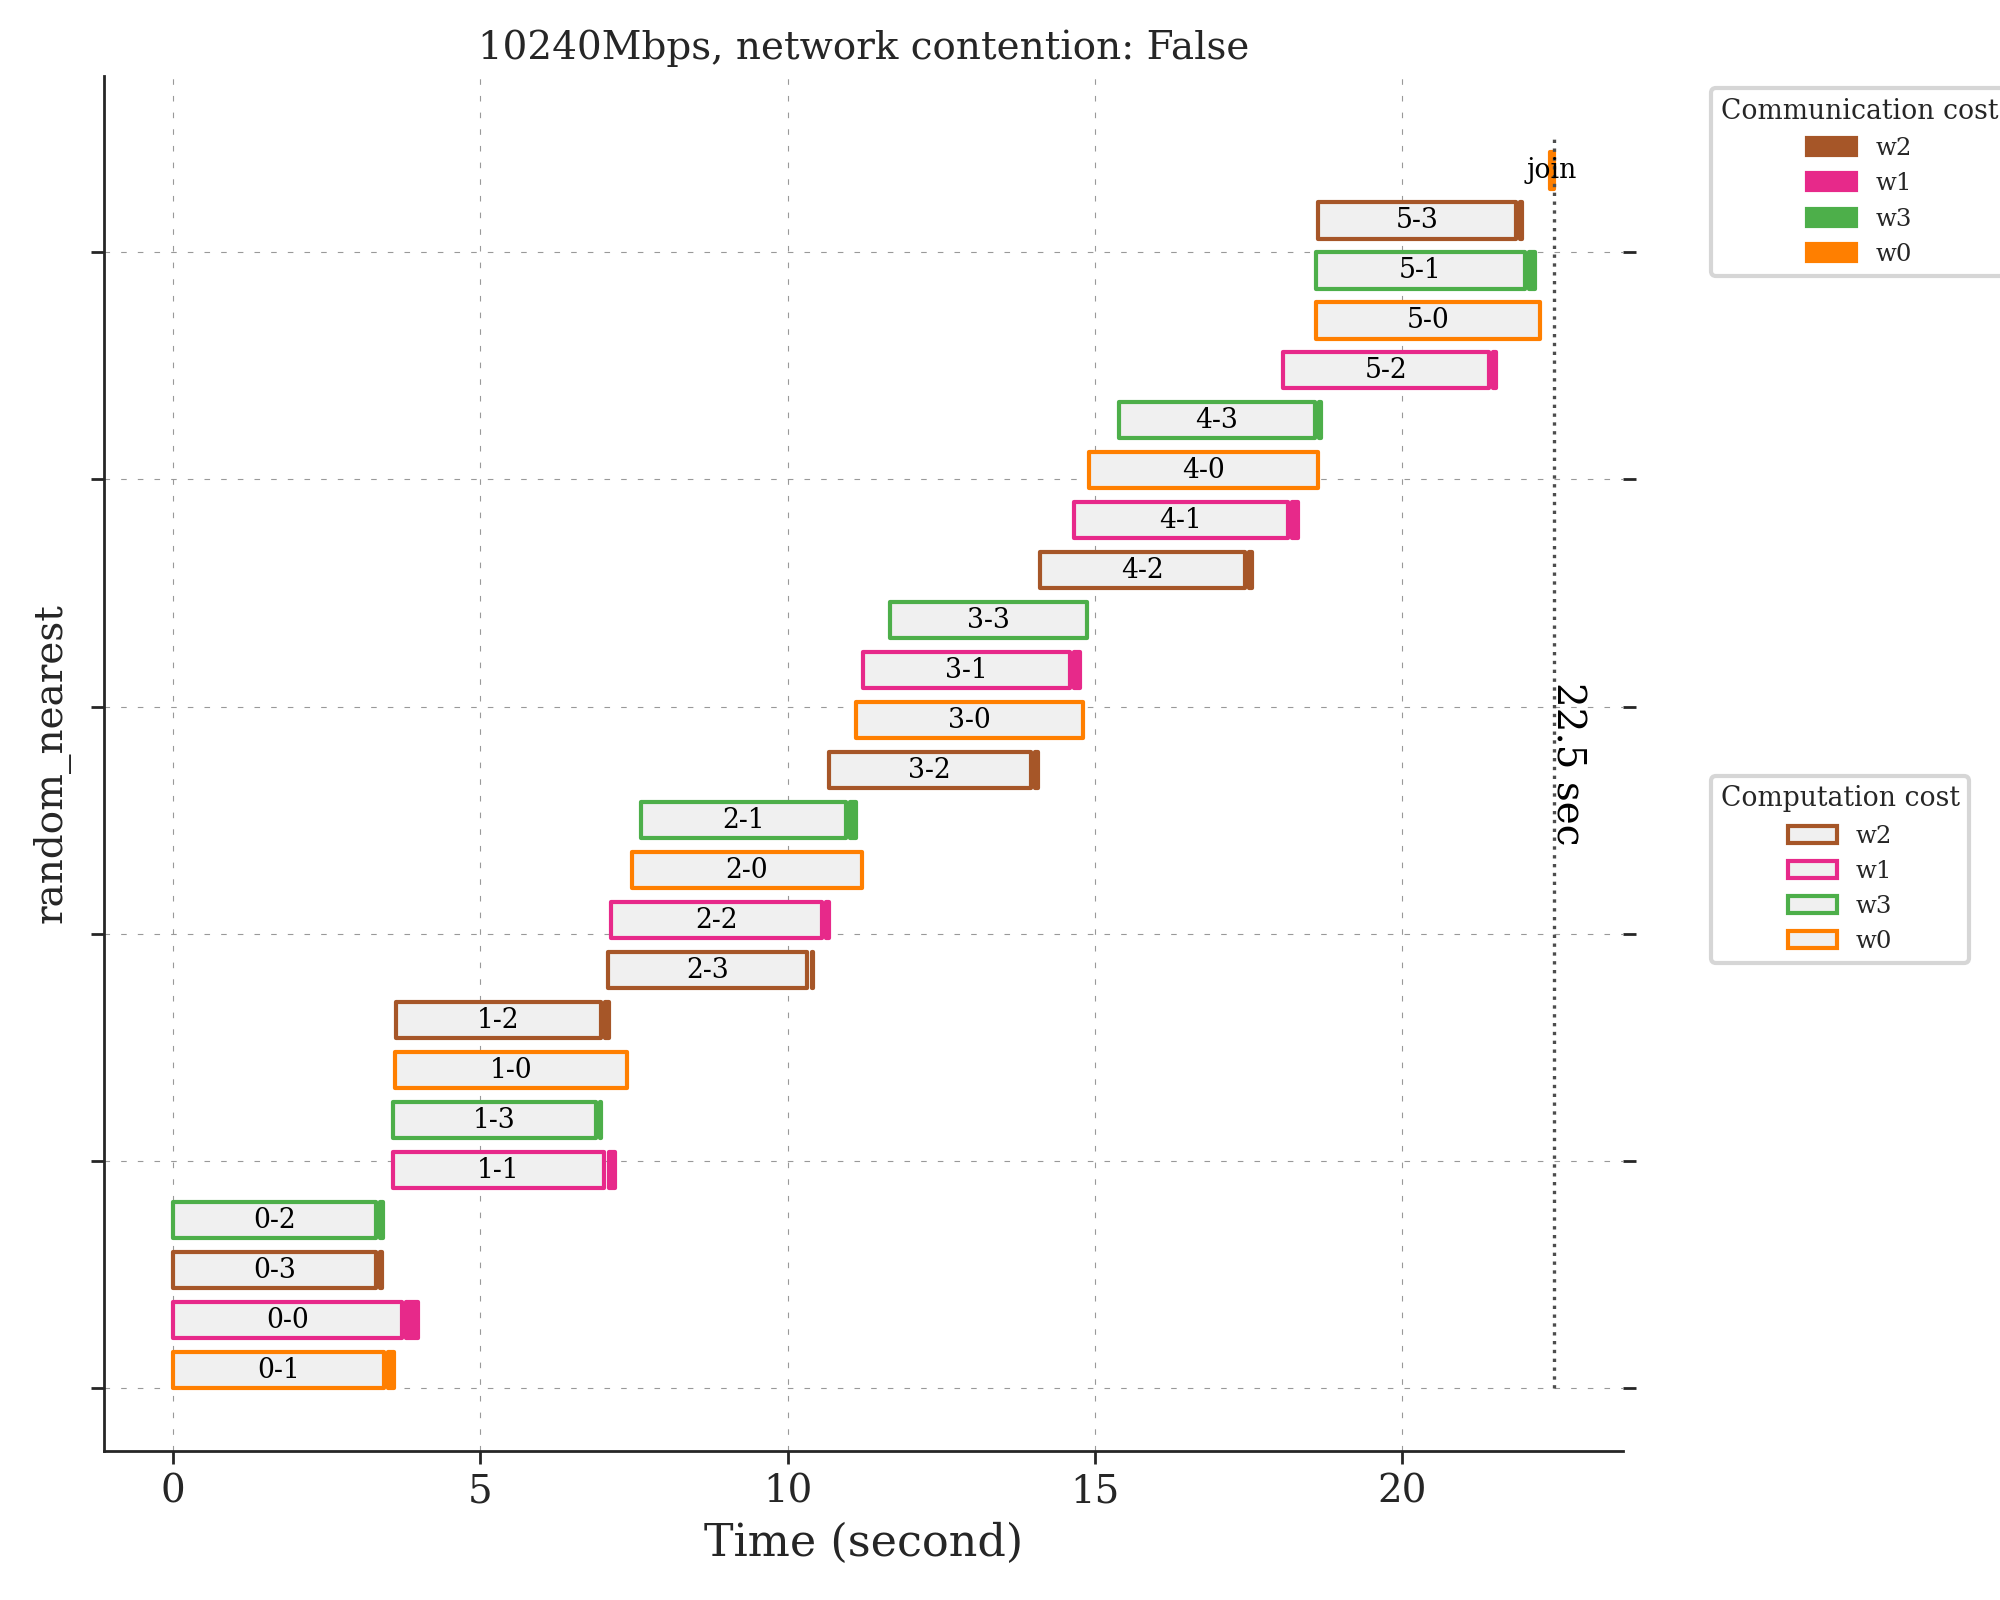 10240Mbps, network contention: False
Communication cost
w2
w1
w3
w0
join
5-3
5-1
5-0
5-2
4-3
4-0
4-1
4-2
3-3
3-1
3-0
3-2
2-1
2-0
2-2
2-3
1-2
1-0
1-3
1-1
0-2
0-3
0-0
0-1
22.5 sec
Computation cost
w2
w1
w3
w0
random_nearest
0 5 10 15 20
Time (second)